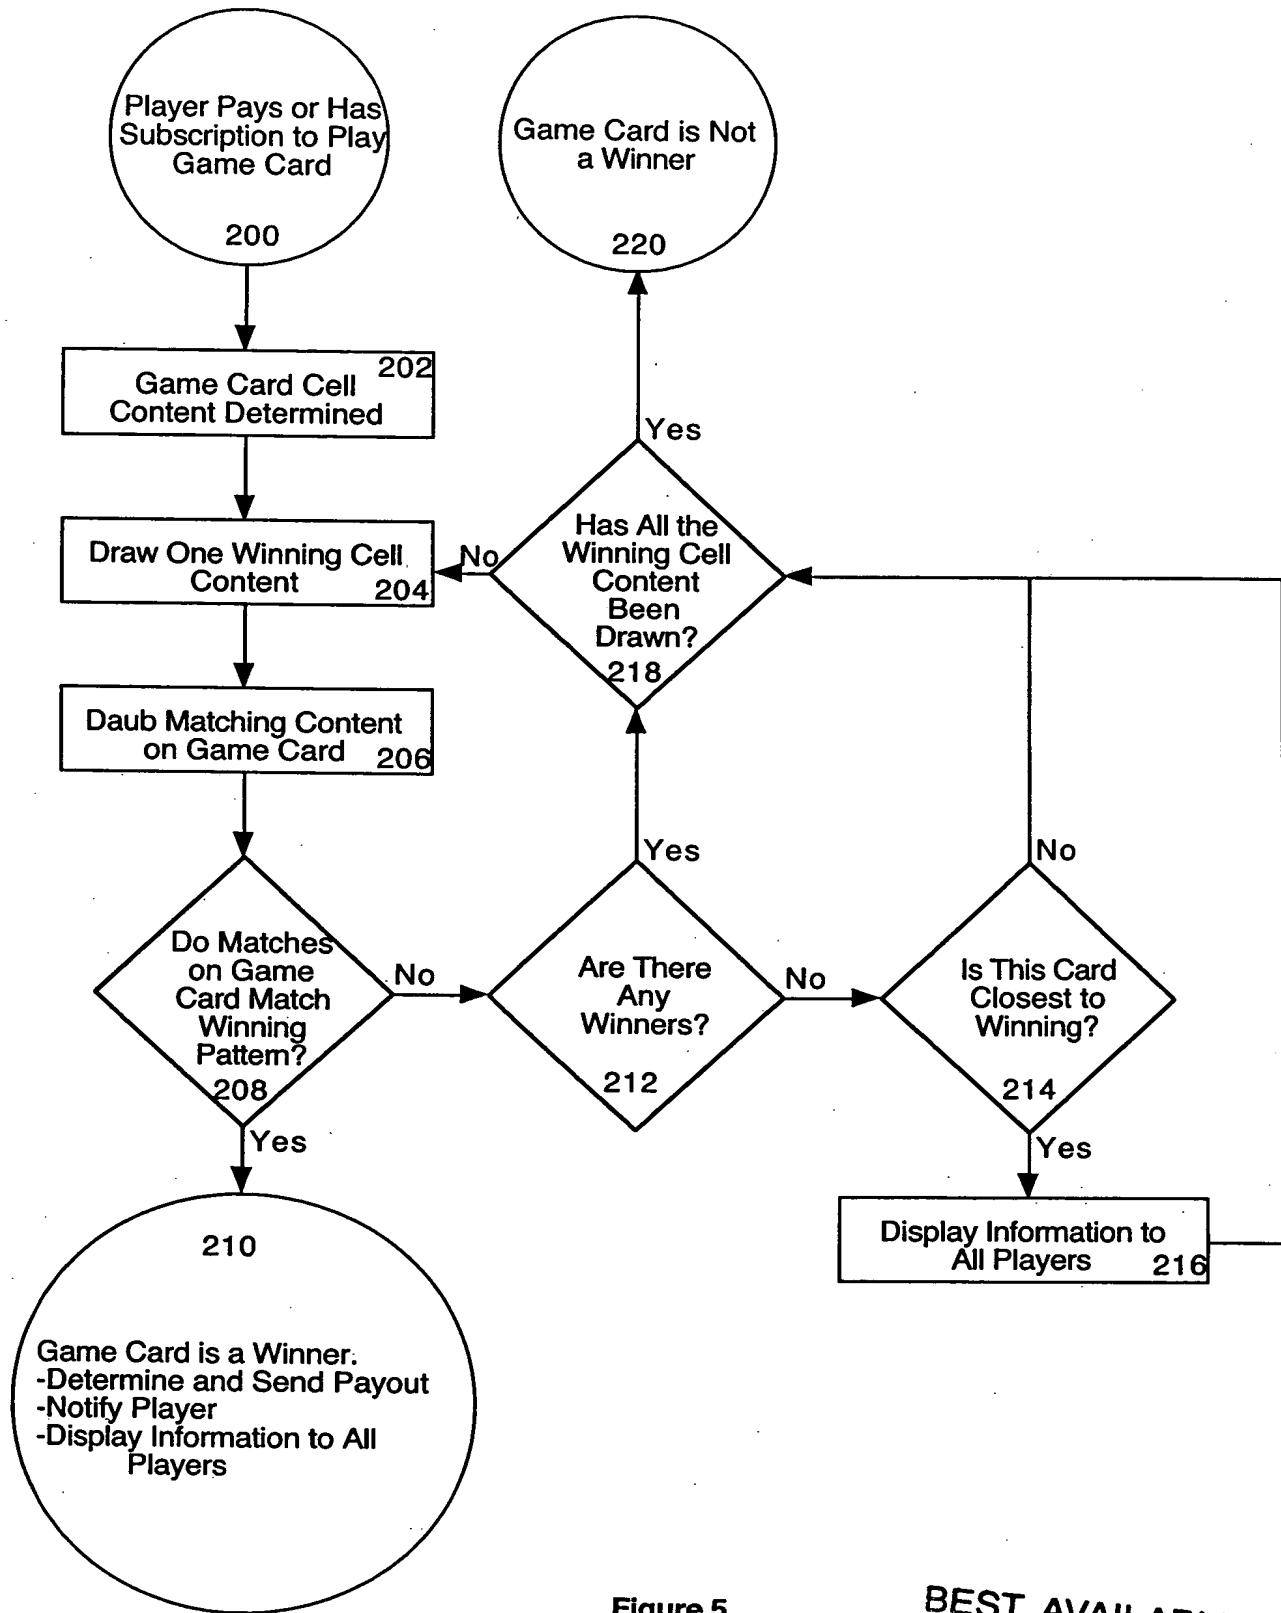 Player Pays or Has
Subscription to Play
Game Card
200
Game Card is Not
a Winner
220
202
Game Card Cell
Content Determined
Yes
Draw One Winning Cell
Content
204
No
Has All the
Winning Cell
Content
Been
Drawn?
218
Daub Matching Content
on Game Card
206
Do Matches
on Game
Card Match
Winning
Pattern?
208
No
Yes
Are There
Any
Winners?
212
No
No
Is This Card
Closest to
Winning?
214
Yes
Yes
210
Game Card is a Winner.
-Determine and Send Payout
-Notify Player
-Display Information to All
Players
Display Information to
All Players
216
Figure 5
BEST